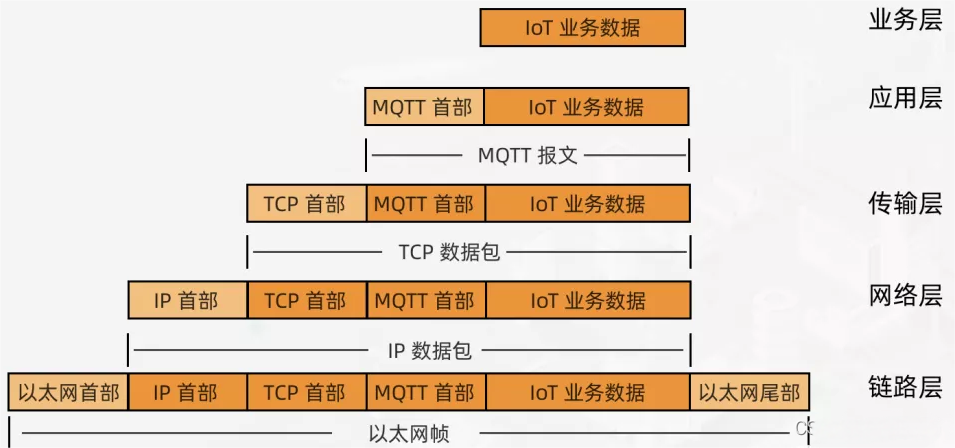 IoT 业务数据 业务层
MQTT 首部 IoT 业务数据 应用层
MQTT 报文
TCP 首部 MQTT 首部 IoT 业务数据 传输层
TCP 数据包
IP 首部 TCP 首部 MQTT 首部 IoT 业务数据 网络层
IP 数据包
以太网首部 IP 首部 TCP 首部 MQTT 首部 IoT 业务数据 以太网尾部 链路层
以太网帧